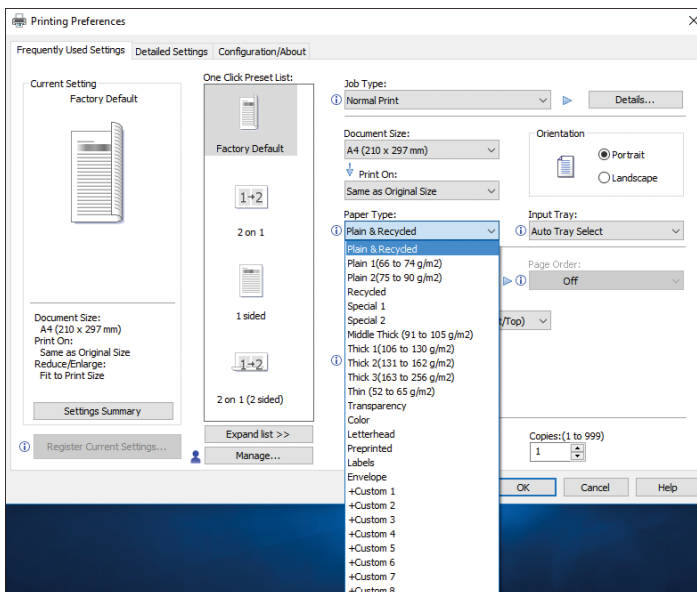 Printing Preferences
Frequently Used Settings
Detailed Settings
Configuration/About
Current Setting
Factory Default
Document Size:
A4 (210 x 297 mm)
Print On:
Same as Original Size
Reduce/Enlarge:
Fit to Print Size
Settings Summary
Register Current Settings...
One Click Preset List:
Factory Default
1→2
2 on 1
1 sided
1→2
2 on 1 (2 sided)
Expand list >>
Manage...
Job Type:
Normal Print
Details...
Document Size:
A4 (210 x 297 mm)
Print On:
Same as Original Size
Orientation
Portrait
Landscape
Paper Type:
Plain & Recycled
Input Tray:
Auto Tray Select
Plain & Recycled
Plain 1(66 to 74 g/m2)
Plain 2(75 to 90 g/m2)
Recycled
Special 1
Special 2
Middle Thick (91 to 105 g/m2)
Thick 1(106 to 130 g/m2)
Thick 2(131 to 162 g/m2)
Thick 3(163 to 256 g/m2)
Thin (52 to 65 g/m2)
Transparency
Color
Letterhead
Preprinted
Labels
Envelope
+Custom 1
+Custom 2
+Custom 3
+Custom 4
+Custom 5
+Custom 6
+Custom 7
+Custom 8
Page Order:
Off
t/Top)
Copies:(1 to 999)
1
OK
Cancel
Help